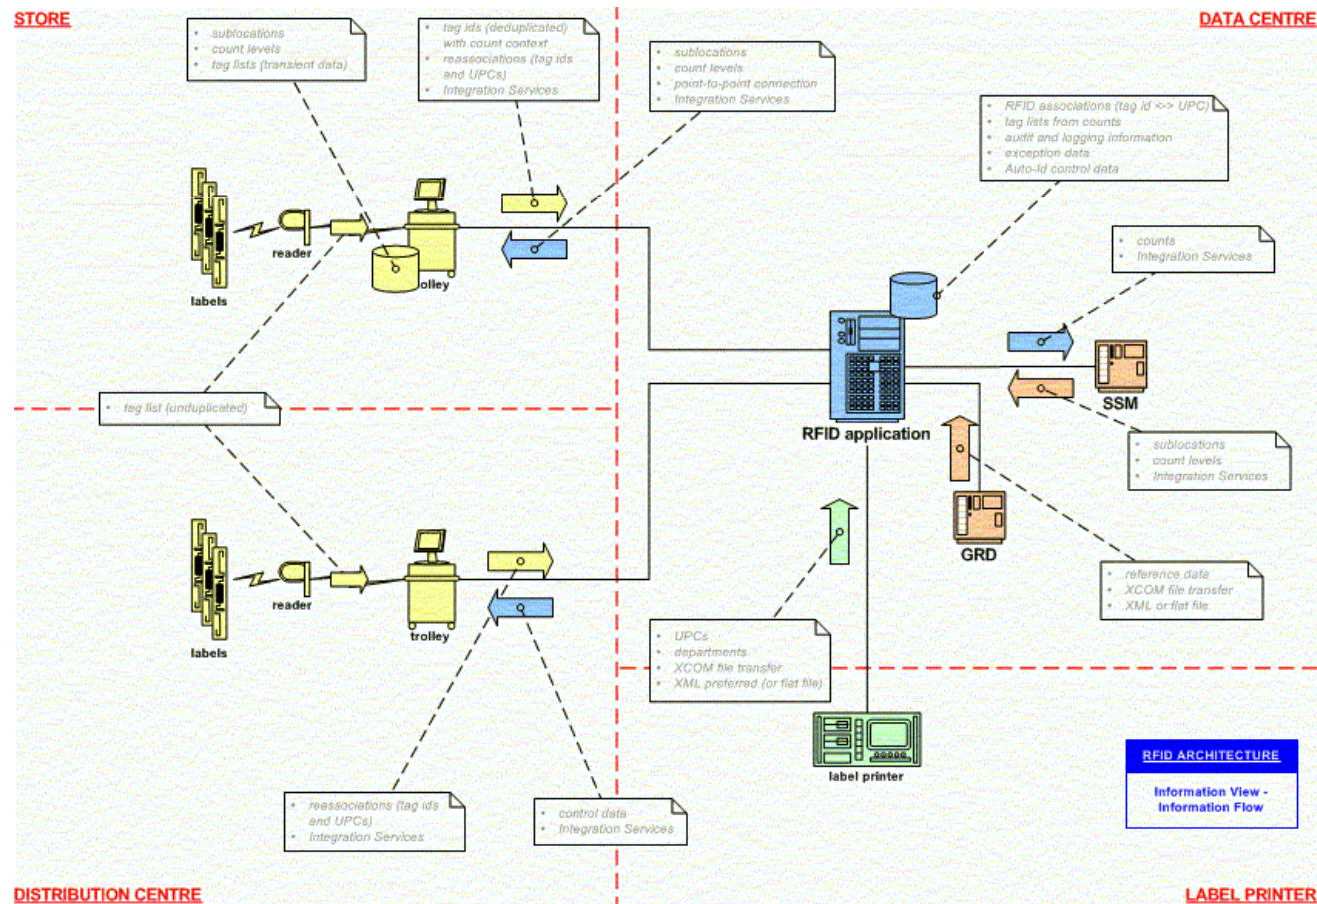 STORE
DATA CENTRE
• sublocations
• count levels
• tag lists (transient data)
• tag ids (deduplicated)
with count context
• reassociations (tag ids
and UPCs)
• Integration Services
• sublocations
• count levels
• point-to-point connection
• Integration Services
• RFID associations (tag id <-> UPC)
• tag lists from counts
• audit and logging information
• exception data
• Auto-Id control data
reader
labels
olley
• counts
• Integration Services
• tag list (unduplicated)
RFID application
SSM
• sublocations
• count levels
• Integration Services
GRD
• reference data
• XCOM file transfer
• XML or flat file
reader
labels
trolley
• UPCs
• departments
• XCOM file transfer
• XML preferred (or flat file)
label printer
RFID ARCHITECTURE
Information View -
Information Flow
• reassociations (tag ids
and UPCs)
• Integration Services
• control data
• Integration Services
DISTRIBUTION CENTRE
LABEL PRINTER